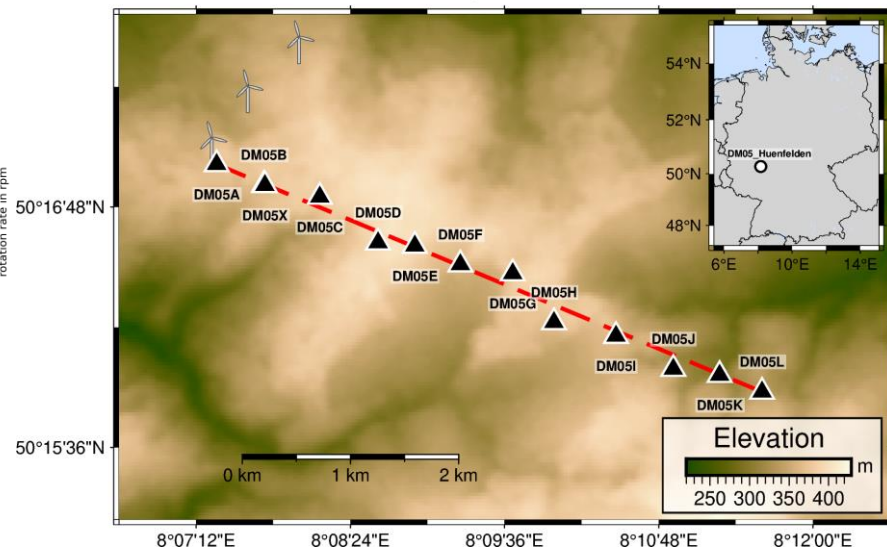 rotation rate in rpm
54°N
52°N
50°N
48°N
6°E
10°E
14°E
DM05_Huenfelden
50°16'48"N
50°15'36"N
DM05A
DM05B
DM05X
DM05C
DM05D
DM05E
DM05F
DM05G
DM05H
DM05I
DM05J
DM05K
DM05L
0 km
1 km
2 km
Elevation
m
250
300
350
400
8°07'12"E
8°08'24"E
8°09'36"E
8°10'48"E
8°12'00"E